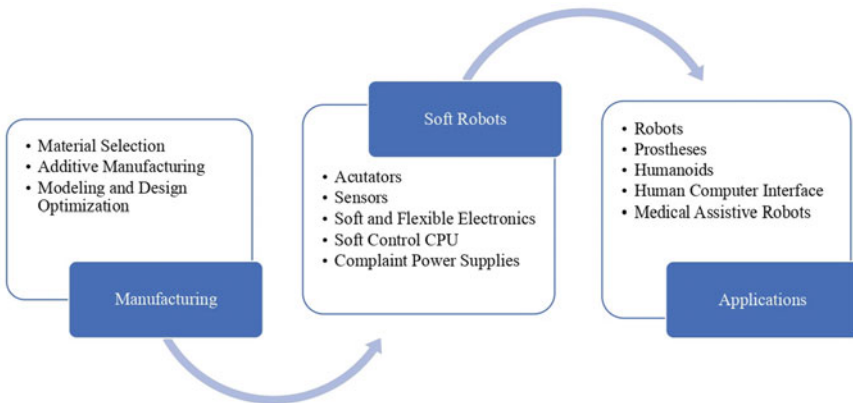 • Material Selection
• Additive Manufacturing
• Modeling and Design
Optimization
Manufacturing
Soft Robots
• Acutators
• Sensors
• Soft and Flexible Electronics
• Soft Control CPU
• Complaint Power Supplies
• Robots
• Prostheses
• Humanoids
• Human Computer Interface
• Medical Assistive Robots
Applications